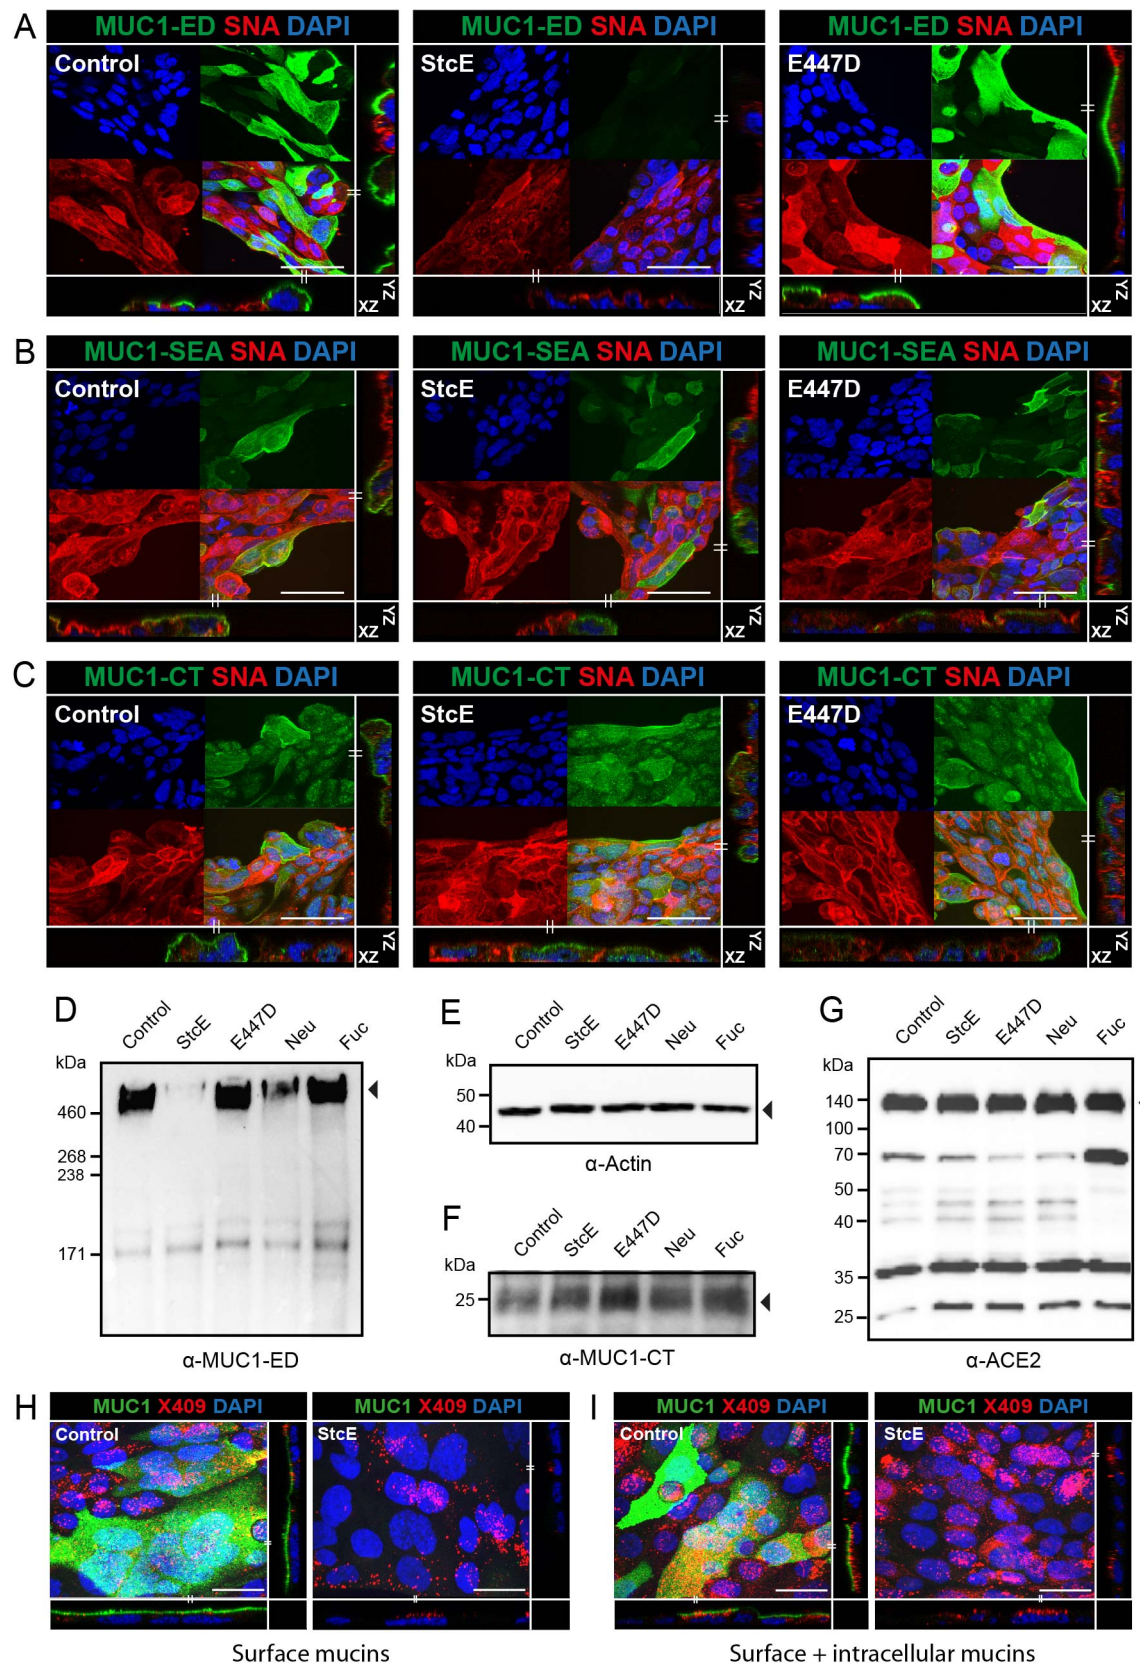 A
MUC1-ED SNA DAPI
MUC1-ED SNA DAPI
MUC1-ED SNA DAPI
Control
StcE
E447D
YZ
XZ
YZ
XZ
YZ
XZ
B
MUC1-SEA SNA DAPI
MUC1-SEA SNA DAPI
MUC1-SEA SNA DAPI
Control
StcE
E447D
YZ
XZ
YZ
XZ
YZ
XZ
C
MUC1-CT SNA DAPI
MUC1-CT SNA DAPI
MUC1-CT SNA DAPI
Control
StcE
E447D
YZ
XZ
YZ
XZ
YZ
XZ
D
Control
StcE
E447D
Neu
Fuc
kDa
460
268
238
171
α-MUC1-ED
E
Control
StcE
E447D
Neu
Fuc
kDa
50
40
α-Actin
F
Control
StcE
E447D
Neu
Fuc
kDa
25
α-MUC1-CT
G
Control
StcE
E447D
Neu
Fuc
kDa
140
100
70
50
40
35
25
α-ACE2
H
MUC1 X409 DAPI
MUC1 X409 DAPI
Control
StcE
Surface mucins
I
MUC1 X409 DAPI
MUC1 X409 DAPI
Control
StcE
Surface + intracellular mucins